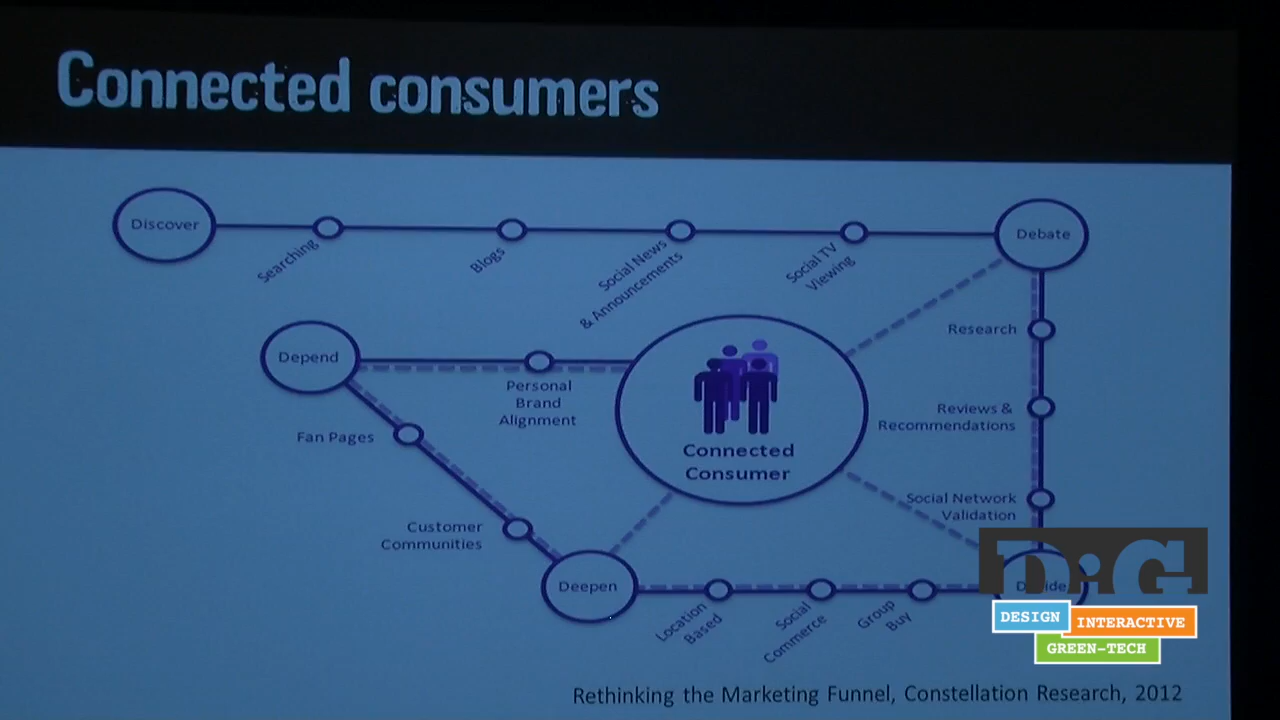 Connected consumers
Discover
Searching
Blogs
Social News
& Announcements
Social TV
Viewing
Debate
Research
Reviews &
Recommendations
Social Network
Validation
Depend
Personal
Brand
Alignment
Connected
Consumer
Fan Pages
Customer
Communities
Deepen
Location
Based
Social
Commerce
Group
Buy
DiG
DESIGN
INTERACTIVE
GREEN-TECH
Rethinking the Marketing Funnel, Constellation Research, 2012